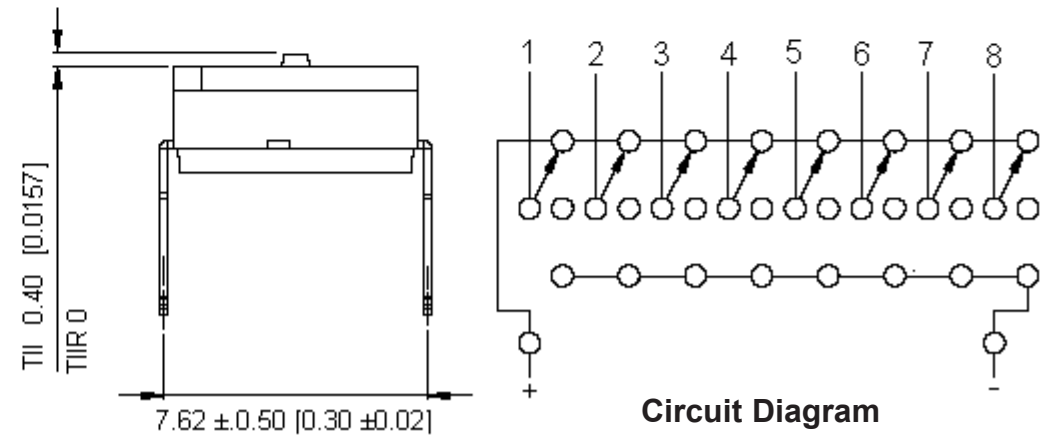 1 2 3 4 5 6 7 8
TII 0.40 [0.0157]
TIIR 0
7.62 ±.0.50 [0.30 ±0.02]
+ -
Circuit Diagram